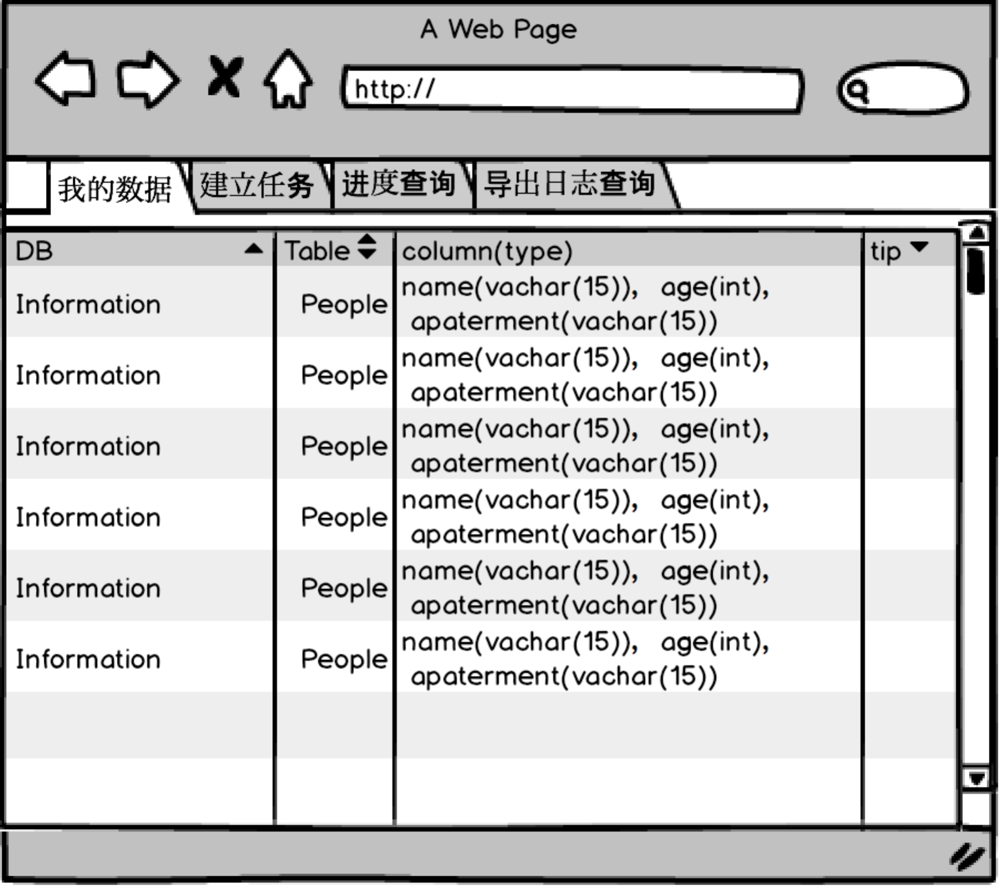 A Web Page
http://
我的数据 建立任务 进度查询 导出日志查询
DB Table column(type) tip
Information People name(vachar(15)), age(int),
apaterment(vachar(15))
Information People name(vachar(15)), age(int),
apaterment(vachar(15))
Information People name(vachar(15)), age(int),
apaterment(vachar(15))
Information People name(vachar(15)), age(int),
apaterment(vachar(15))
Information People name(vachar(15)), age(int),
apaterment(vachar(15))
Information People name(vachar(15)), age(int),
apaterment(vachar(15))